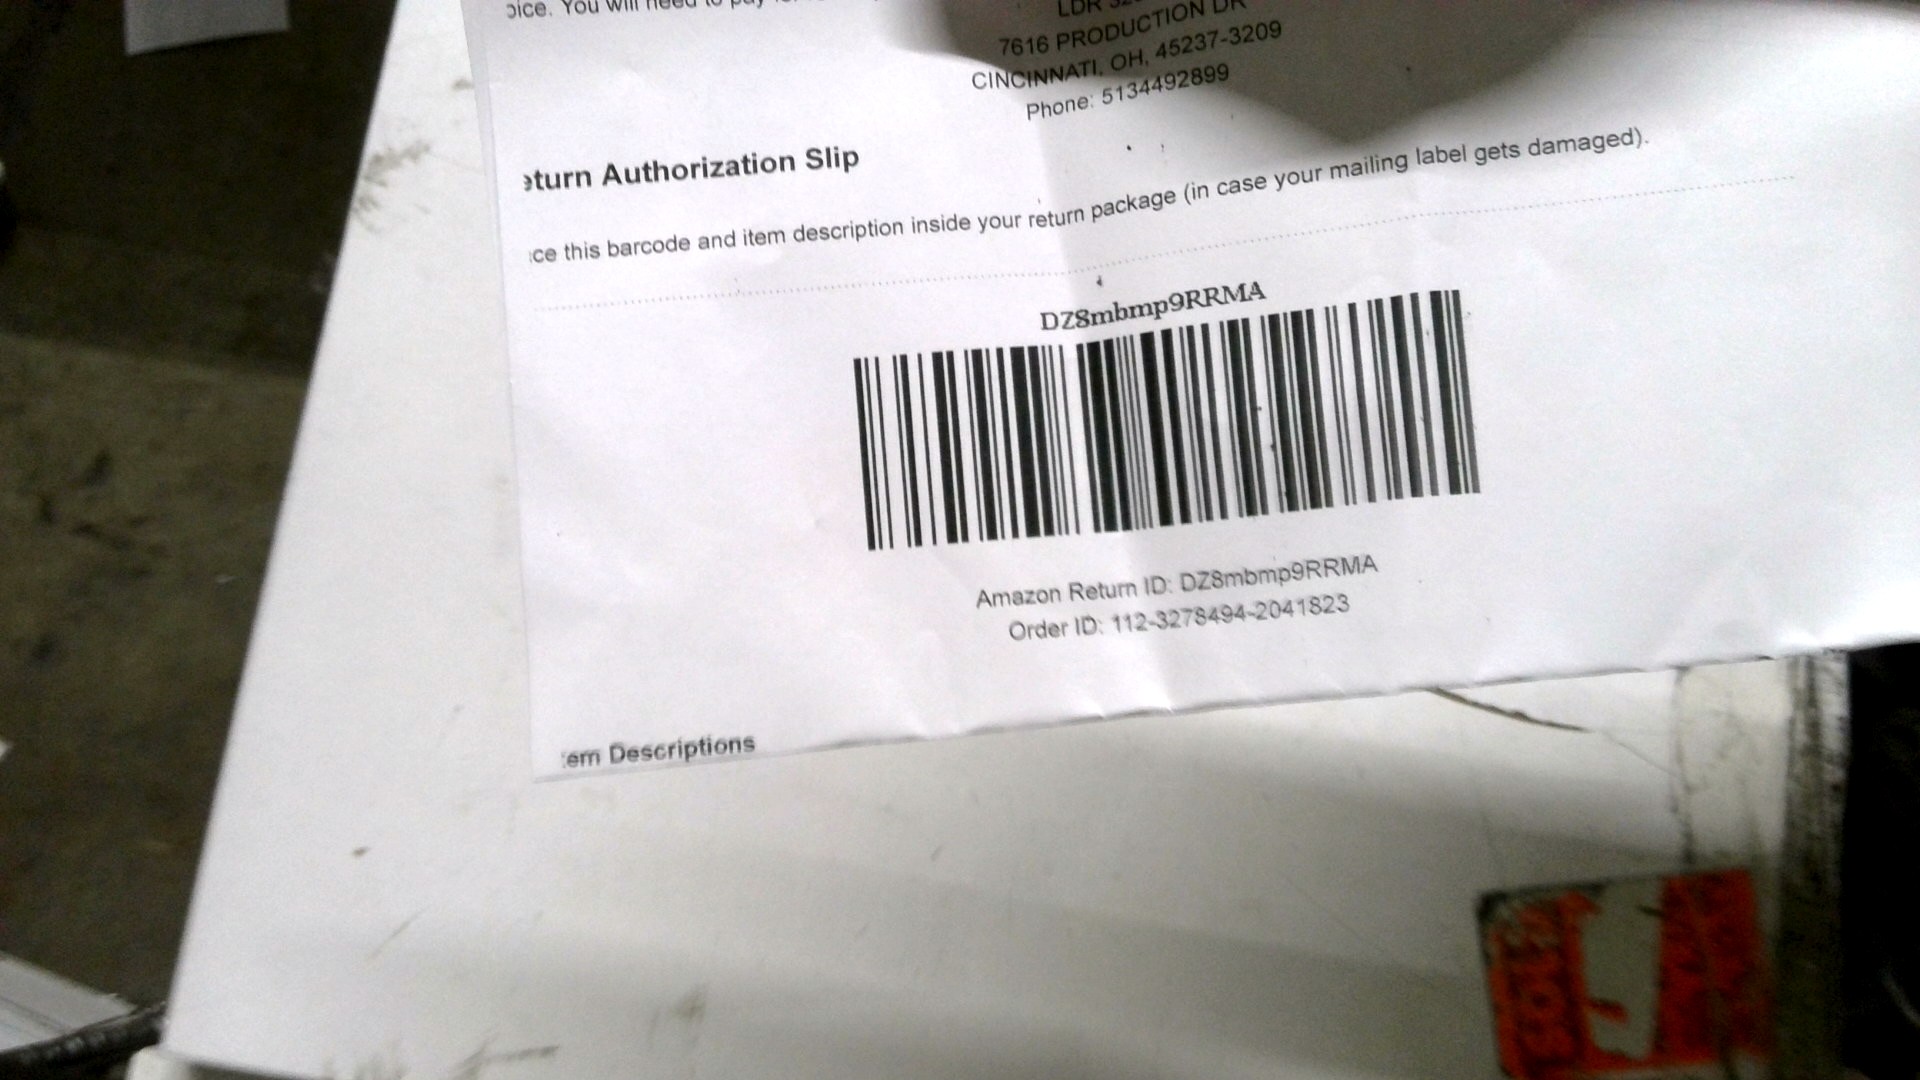 You will need to pay
LDR
7616 PRODUCTION DR
CINCINNATI, OH, 45237-3209
Phone: 5134492899
eturn Authorization Slip
ce this barcode and item description inside your return package (in case your mailing label gets damaged).
DZ8mbmp9RRMA
Amazon Return ID: DZ8mbmp9RRMA
Order ID: 112-3278494-2041823
em Descriptions